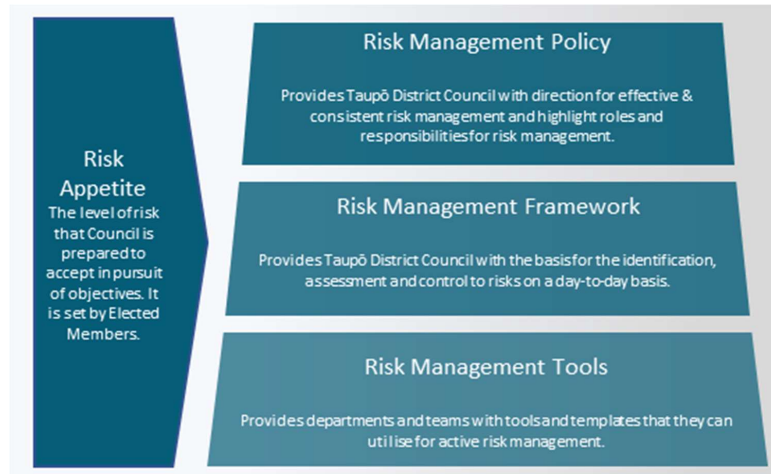 Risk
Appetite
The level of risk
that Council is
prepared to
accept in pursuit
of objectives. It
is set by Elected
Members.
Risk Management Policy
Provides Taupō District Council with direction for effective &
consistent risk management and highlight roles and
responsibilities for risk management.
Risk Management Framework
Provides Taupō District Council with the basis for the identification,
assessment and control to risks on a day-to-day basis.
Risk Management Tools
Provides departments and teams with tools and templates that they can
utilise for active risk management.